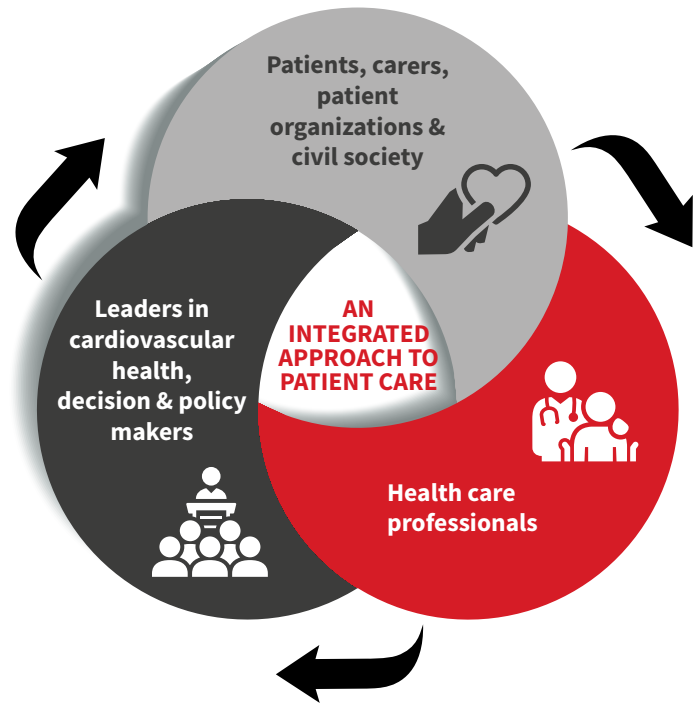 Patients, carers,
patient
organizations &
civil society
Leaders in
cardiovascular
health,
decision & policy
makers
AN
INTEGRATED
APPROACH TO
PATIENT CARE
Health care
professionals